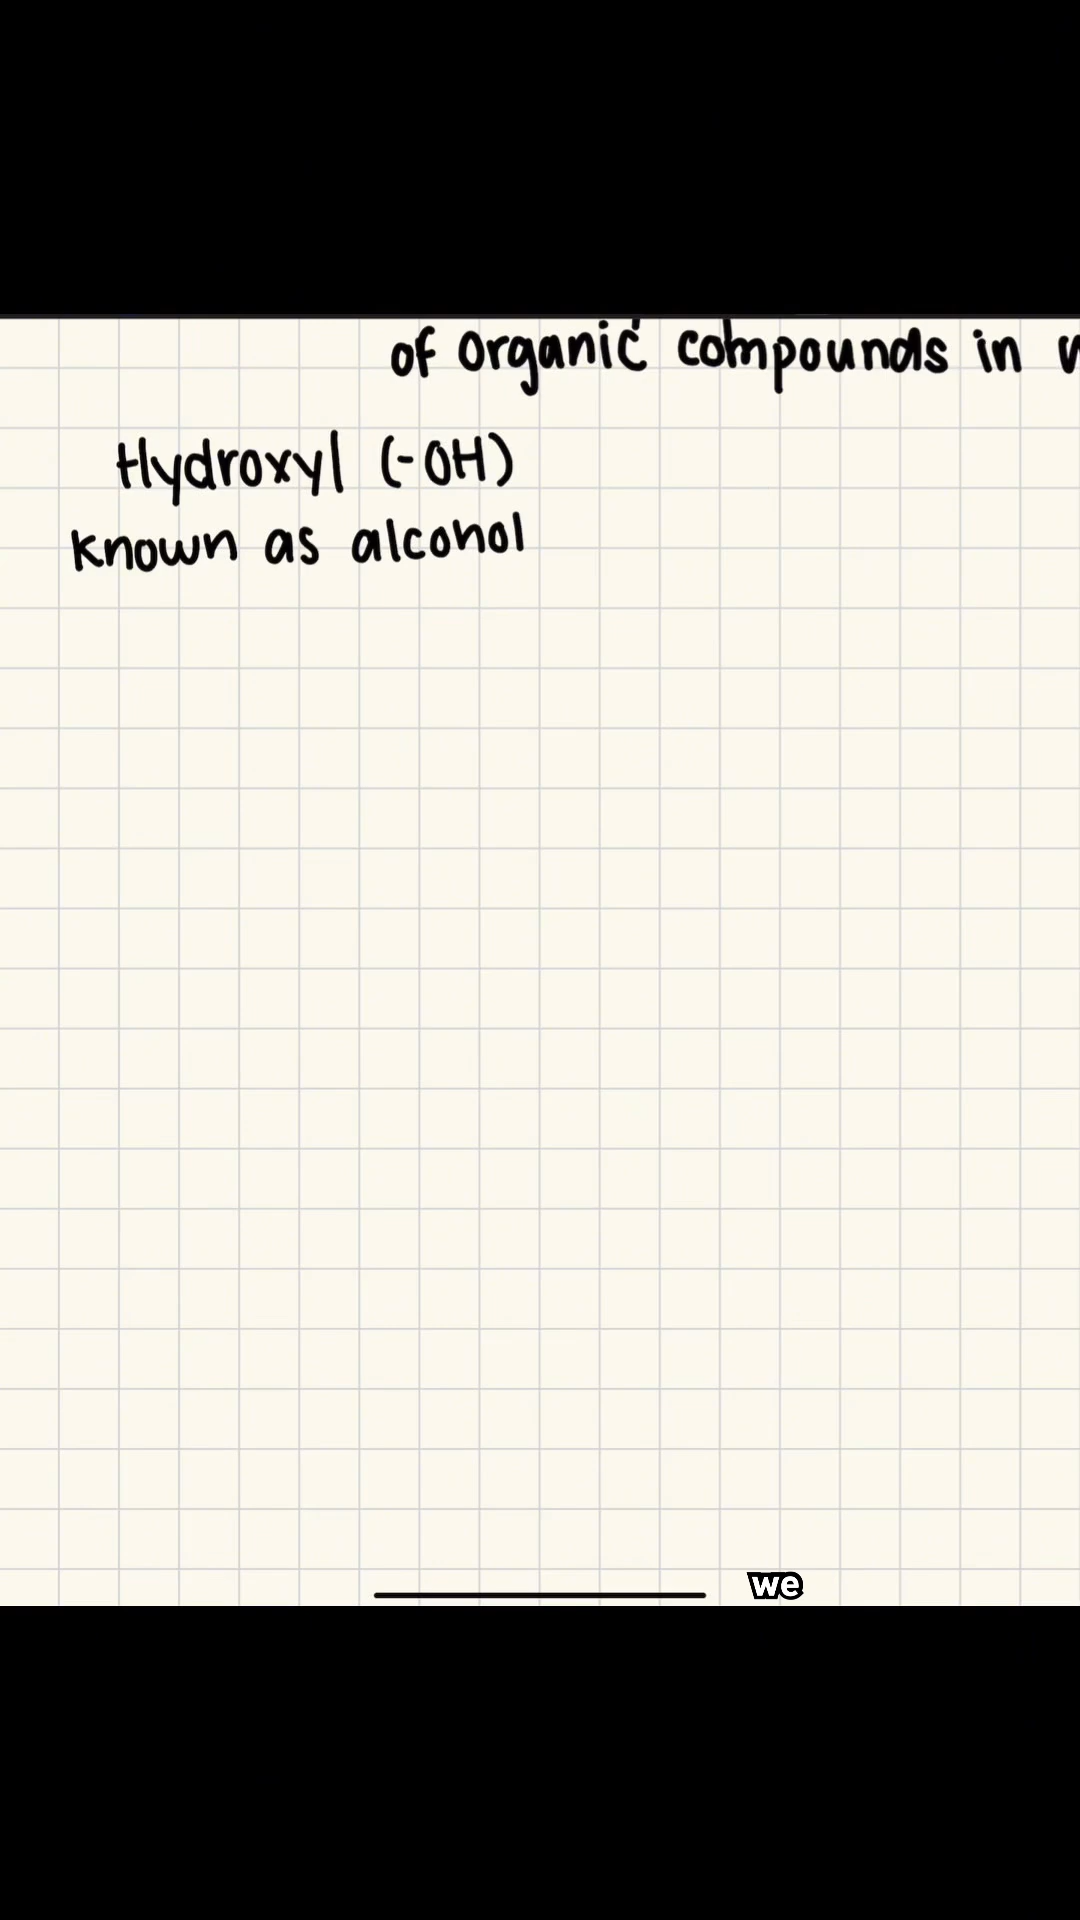 of organic compounds in
Hydroxyl (-OH)
known as alcohol
we